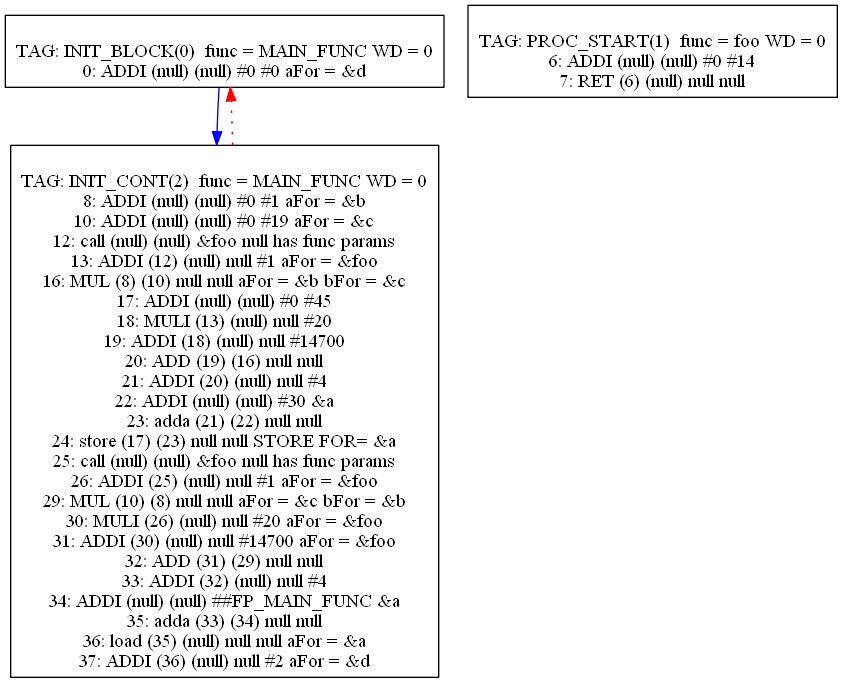 TAG: INIT_BLOCK(0) func = MAIN_FUNC WD = 0
0: ADDI (null) (null) #0 #0 aFor = &d
TAG: PROC_START(1) func = foo WD = 0
6: ADDI (null) (null) #0 #14
7: RET (6) (null) null null
TAG: INIT_CONT(2) func = MAIN_FUNC WD = 0
8: ADDI (null) (null) #0 #1 aFor = &b
10: ADDI (null) (null) #0 #19 aFor = &c
12: call (null) (null) &foo null has func params
13: ADDI (12) (null) null #1 aFor = &foo
16: MUL (8) (10) null null aFor = &b bFor = &c
17: ADDI (null) (null) #0 #45
18: MULI (13) (null) null #20
19: ADDI (18) (null) null #14700
20: ADD (19) (16) null null
21: ADDI (20) (null) null #4
22: ADDI (null) (null) #30 &a
23: adda (21) (22) null null
24: store (17) (23) null null STORE FOR= &a
25: call (null) (null) &foo null has func params
26: ADDI (25) (null) null #1 aFor = &foo
29: MUL (10) (8) null null aFor = &c bFor = &b
30: MULI (26) (null) null #20 aFor = &foo
31: ADDI (30) (null) null #14700 aFor = &foo
32: ADD (31) (29) null null
33: ADDI (32) (null) null #4
34: ADDI (null) (null) ##FP_MAIN_FUNC &a
35: adda (33) (34) null null
36: load (35) (null) null null aFor = &a
37: ADDI (36) (null) null #2 aFor = &d